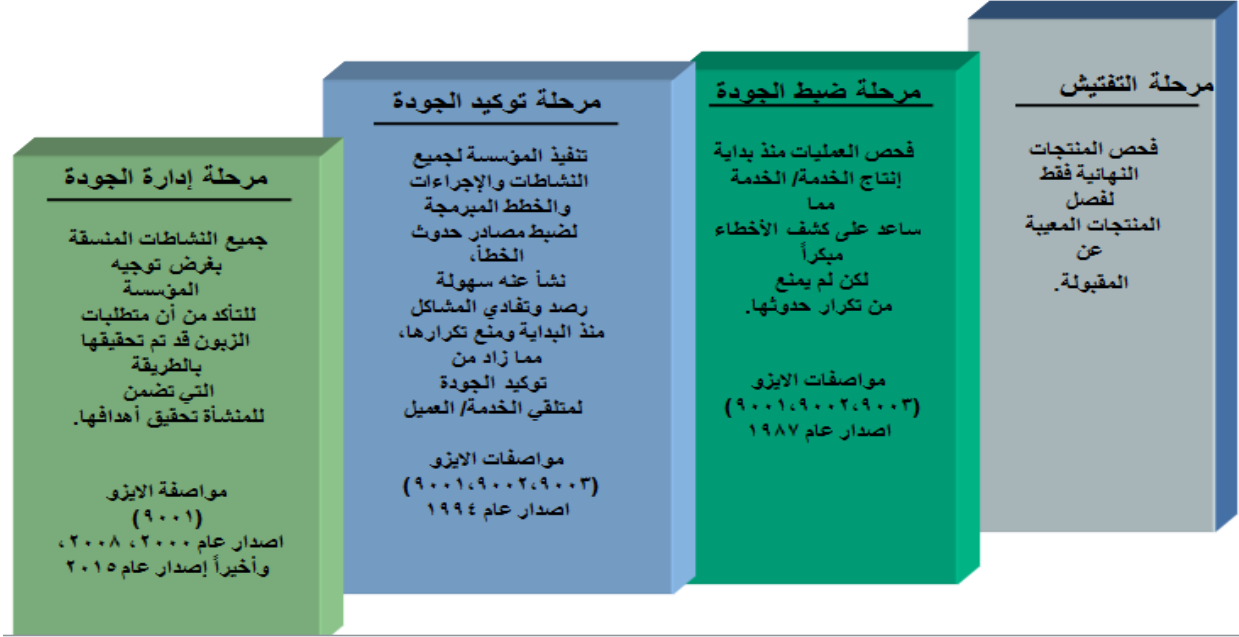 مرحلة التفتيش
فحص المنتجات
النهائية فقط
لفصل
المنتجات المعيبة
عن
المقبولة.
مرحلة ضبط الجودة
فحص العمليات منذ بداية
إنتاج الخدمة/ الخدمة
مما
ساعد على كشف الأخطاء
مبكراً
لكن لم يمنع
من تكرار حدوثها.
مواصفات الايزو
(٩٠٠١،٩٠٠٢،٩٠٠٣)
اصدار عام ١٩٨٧
مرحلة توكيد الجودة
تنفيذ المؤسسة لجميع
النشاطات والإجراءات
والخطط المبرمجة
لضبط مصادر حدوث
الخطأ،
نشأ عنه سهولة
رصد وتفادي المشاكل
منذ البداية ومنع تكرارها،
مما زاد من
توكيد الجودة
لمتلقي الخدمة/ العميل
مواصفات الايزو
(٩٠٠١،٩٠٠٢،٩٠٠٣)
اصدار عام ١٩٩٤
مرحلة إدارة الجودة
جميع النشاطات المنسقة
بغرض توجيه
المؤسسة
للتأكد من أن متطلبات
الزبون قد تم تحقيقها
بالطريقة
التي تضمن
للمنشأة تحقيق أهدافها.
مواصفة الايزو
(٩٠٠١)
اصدار عام ٢٠٠٠، ٢٠٠٨،
وأخيراً إصدار عام ٢٠١٥